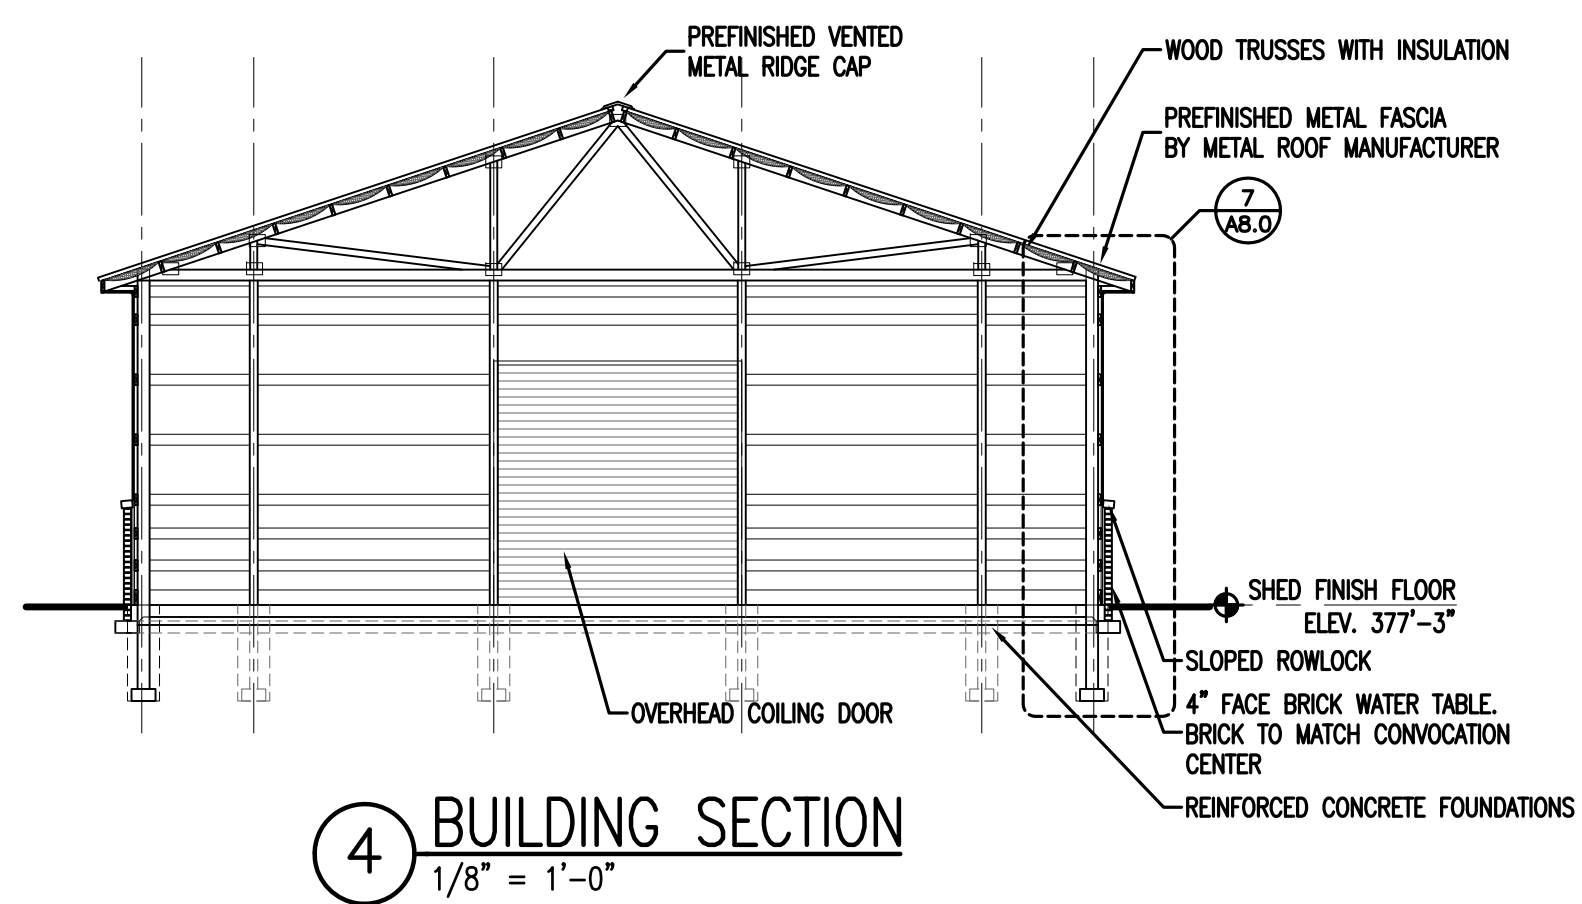 PREFINISHED VENTED
METAL RIDGE CAP
WOOD TRUSSES WITH INSULATION
PREFINISHED METAL FASCIA
BY METAL ROOF MANUFACTURER
7
A8.0
SHED FINISH FLOOR
ELEV. 377'-3"
SLOPED ROWLOCK
4" FACE BRICK WATER TABLE.
BRICK TO MATCH CONVOCATION
CENTER
OVERHEAD COILING DOOR
REINFORCED CONCRETE FOUNDATIONS
4
BUILDING SECTION
1/8" = 1'-0"